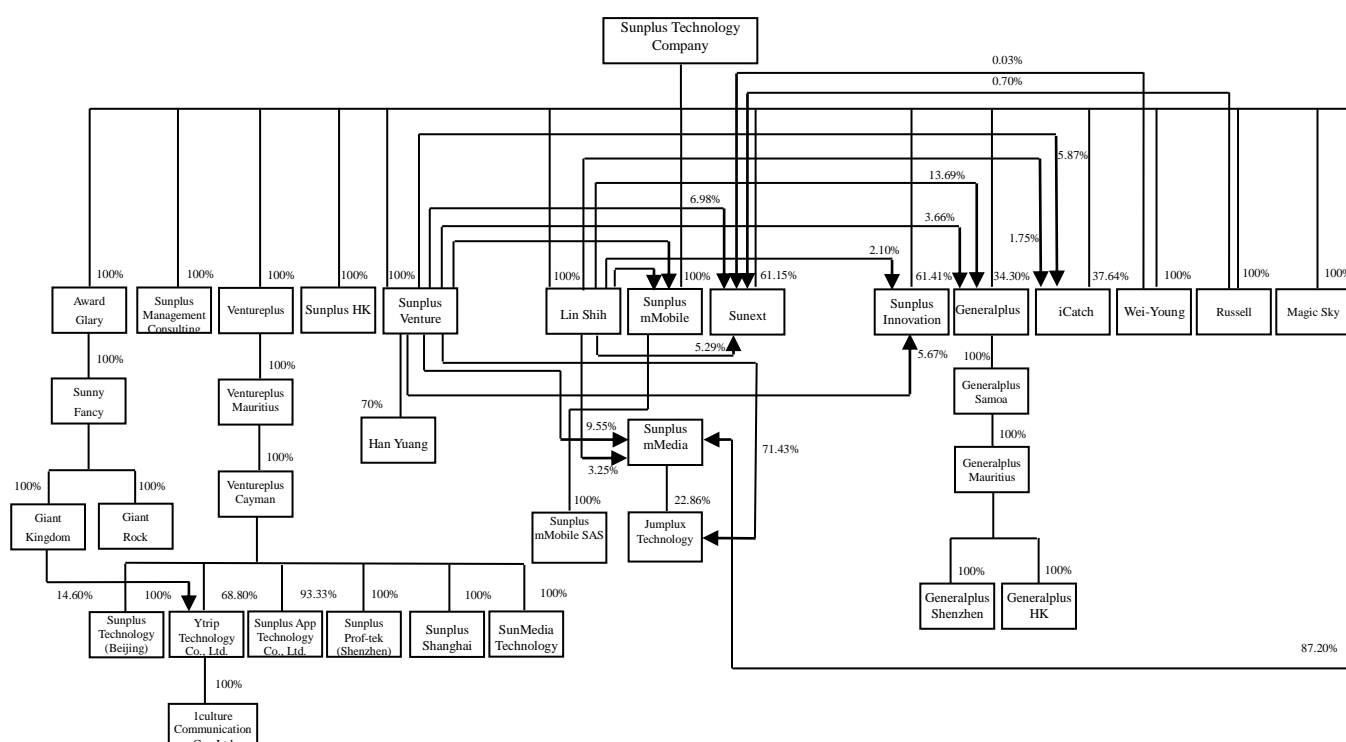 Sunplus Technology
Company
0.03%
0.70%
5.87%
13.69%
6.98%
3.66%
1.75%
2.10%
100%
100%
100%
100%
100%
100%
100%
61.15%
61.41%
34.30%
37.64%
100%
100%
100%
Award
Glary
Sunplus
Management
Consulting
Ventureplus
Sunplus HK
Sunplus
Venture
Lin Shih
Sunplus
mMobile
Sunext
Sunplus
Innovation
Generalplus
iCatch
Wei-Young
Russell
Magic Sky
5.29%
5.67%
100%
100%
100%
Sunny
Fancy
Ventureplus
Mauritius
Generalplus
Samoa
70%
Han Yuang
9.55%
Sunplus
mMedia
71.43%
3.25%
100%
100%
Generalplus
Mauritius
100%
100%
Ventureplus
Cayman
100%
22.86%
Giant
Kingdom
Giant
Rock
Sunplus
mMobile SAS
Jumplux
Technology
100%
100%
Generalplus
Shenzhen
Generalplus
HK
14.60%
100%
68.80%
93.33%
100%
100%
100%
Sunplus
Technology
(Beijing)
Ytrip
Technology
Co., Ltd.
Sunplus App
Technology
Co., Ltd.
Sunplus
Prof-tek
(Shenzhen)
Sunplus
Shanghai
SunMedia
Technology
87.20%
100%
1culture
Communication